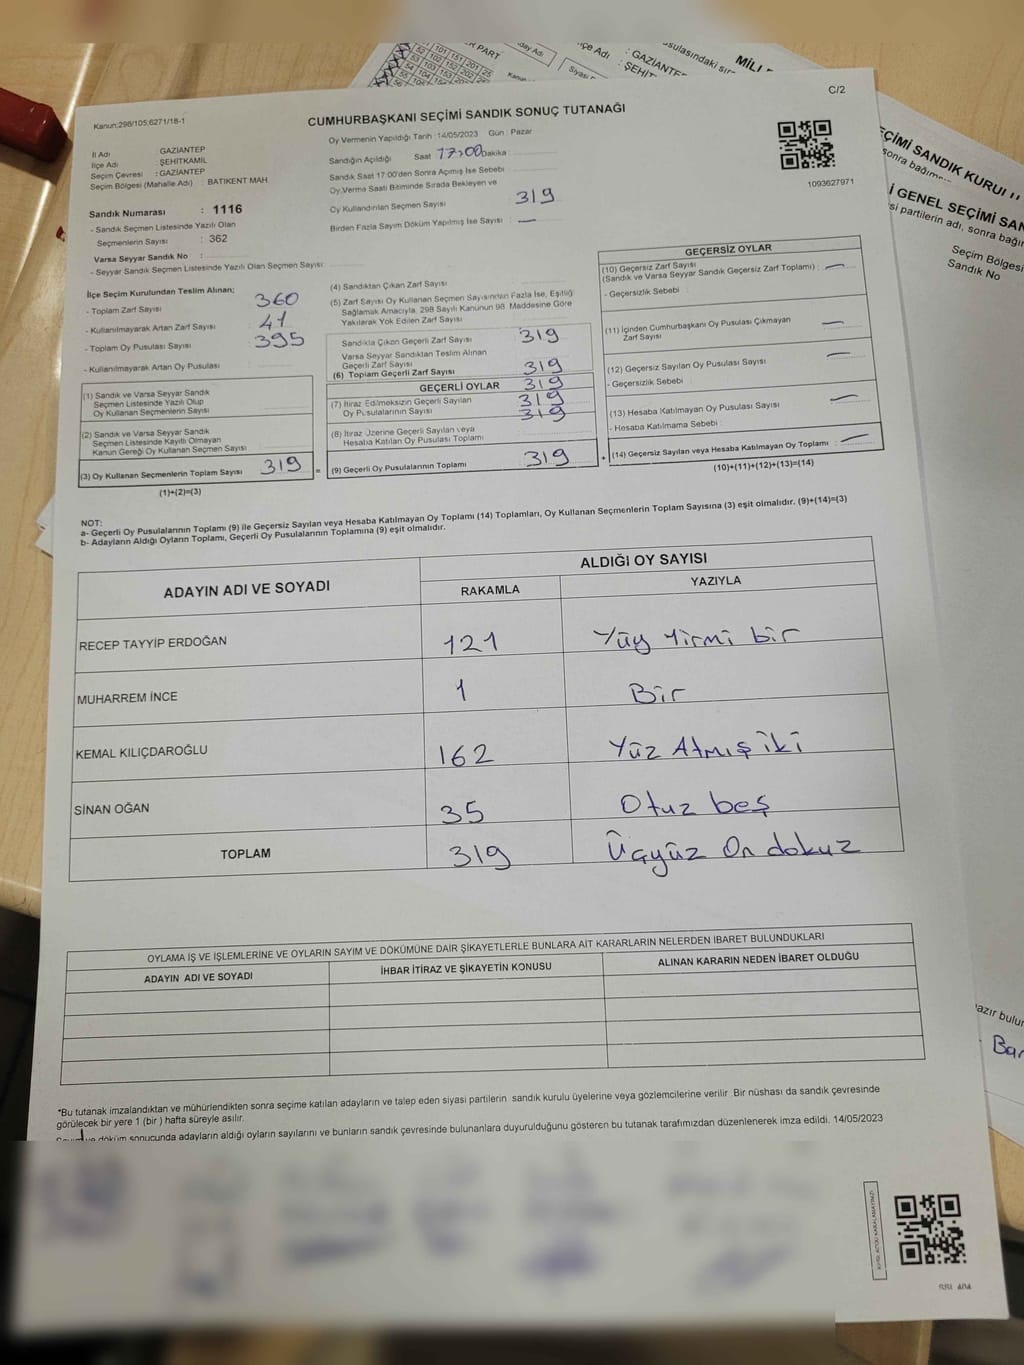 C/2
Kanun:298/105;6271/18-1
CUMHURBAŞKANI SEÇİMİ SANDIK SONUÇ TUTANAĞI
İl Adı : GAZİANTEP
İlçe Adı : ŞEHİTKAMİL
Seçim Çevresi : GAZİANTEP
Seçim Bölgesi (Mahalle Adı) : BATIKENT MAH.
Sandık Numarası : 1116
- Sandık Seçmen Listesinde Yazılı Olan
Seçmenlerin Sayısı : 362
Varsa Seyyar Sandık No :
- Seyyar Sandık Seçmen Listesinde Yazılı Olan Seçmen Sayısı:
Oy Vermenin Yapıldığı Tarih : 14/05/2023 Gün : Pazar
Sandığın Açıldığı Saat 17:00 Dakika :
Sandık Saat 17:00'den Sonra Açılmış İse Sebebi
Oy Verme Saati Bitiminde Sırada Bekleyen ve
Oy Kullandırılan Seçmen Sayısı 319
Birden Fazla Sayım Döküm Yapılmış İse Sayısı : —
1093627971
İlçe Seçim Kurulundan Teslim Alınan;
- Toplam Zarf Sayısı 360
- Kullanılmayarak Artan Zarf Sayısı 41
- Toplam Oy Pusulası Sayısı 395
- Kullanılmayarak Artan Oy Pusulası :
(1) Sandık ve Varsa Seyyar Sandık
Seçmen Listesinde Yazılı Olup
Oy Kullanan Seçmenlerin Sayısı
(2) Sandık ve Varsa Seyyar Sandık
Seçmen Listesinde Kayıtlı Olmayan
Kanun Gereği Oy Kullanan Seçmen Sayısı
(3) Oy Kullanan Seçmenlerin Toplam Sayısı 319 =
(1)+(2)=(3)
(4) Sandıktan Çıkan Zarf Sayısı
(5) Zarf Sayısı Oy Kullanan Seçmen Sayısından Fazla İse, Eşitliği
Sağlamak Amacıyla, 298 Sayılı Kanunun 98. Maddesine Göre
Yakılarak Yok Edilen Zarf Sayısı
Sandıkta Çıkan Geçerli Zarf Sayısı 319
Varsa Seyyar Sandıktan Teslim Alınan
Geçerli Zarf Sayısı
(6) Toplam Geçerli Zarf Sayısı 319
GEÇERLİ OYLAR 319
(7) İtiraz Edilmeksizin Geçerli Sayılan 319
Oy Pusulalarının Sayısı 319
(8) İtiraz Üzerine Geçerli Sayılan veya
Hesaba Katılan Oy Pusulası Toplamı
(9) Geçerli Oy Pusulalarının Toplamı 319 +
GEÇERSİZ OYLAR
(10) Geçersiz Zarf Sayısı
(Sandık ve Varsa Seyyar Sandık Geçersiz Zarf Toplamı) : —
- Geçersizlik Sebebi :
(11) İçinden Cumhurbaşkanı Oy Pusulası Çıkmayan —
Zarf Sayısı
(12) Geçersiz Sayılan Oy Pusulası Sayısı —
- Geçersizlik Sebebi :
(13) Hesaba Katılmayan Oy Pusulası Sayısı —
- Hesaba Katılmama Sebebi :
(14) Geçersiz Sayılan veya Hesaba Katılmayan Oy Toplamı : —
(10)+(11)+(12)+(13)=(14)
NOT:
a- Geçerli Oy Pusulalarının Toplamı (9) ile Geçersiz Sayılan veya Hesaba Katılmayan Oy Toplamı (14) Toplamları, Oy Kullanan Seçmenlerin Toplam Sayısına (3) eşit olmalıdır. (9)+(14)=(3)
b- Adayların Aldığı Oyların Toplamı, Geçerli Oy Pusulalarının Toplamına (9) eşit olmalıdır.
ADAYIN ADI VE SOYADI
ALDIĞI OY SAYISI
RAKAMLA YAZIYLA
RECEP TAYYİP ERDOĞAN 121 Yüz Yirmi bir
MUHARREM İNCE 1 Bir
KEMAL KILIÇDAROĞLU 162 Yüz Atmış iki
SİNAN OĞAN 35 Otuz beş
TOPLAM 319 Üçyüz On dokuz
OYLAMA İŞ VE İŞLEMLERİNE VE OYLARIN SAYIM VE DÖKÜMÜNE DAİR ŞİKAYETLERLE BUNLARA AİT KARARLARIN NELERDEN İBARET BULUNDUKLARI
ADAYIN ADI VE SOYADI İHBAR İTİRAZ VE ŞİKAYETİN KONUSU ALINAN KARARIN NEDEN İBARET OLDUĞU
*Bu tutanak imzalandıktan ve mühürlendikten sonra seçime katılan adayların ve talep eden siyasi partilerin sandık kurulu üyelerine veya gözlemcilerine verilir. Bir nüshası da sandık çevresinde
görülecek bir yere 1 (bir) hafta süreyle asılır.
Sayım ve döküm sonucunda adayların aldığı oyların sayılarını ve bunların sandık çevresinde bulunanlara duyurulduğunu gösteren bu tutanak tarafımızdan düzenlenerek imza edildi. 14/05/2023